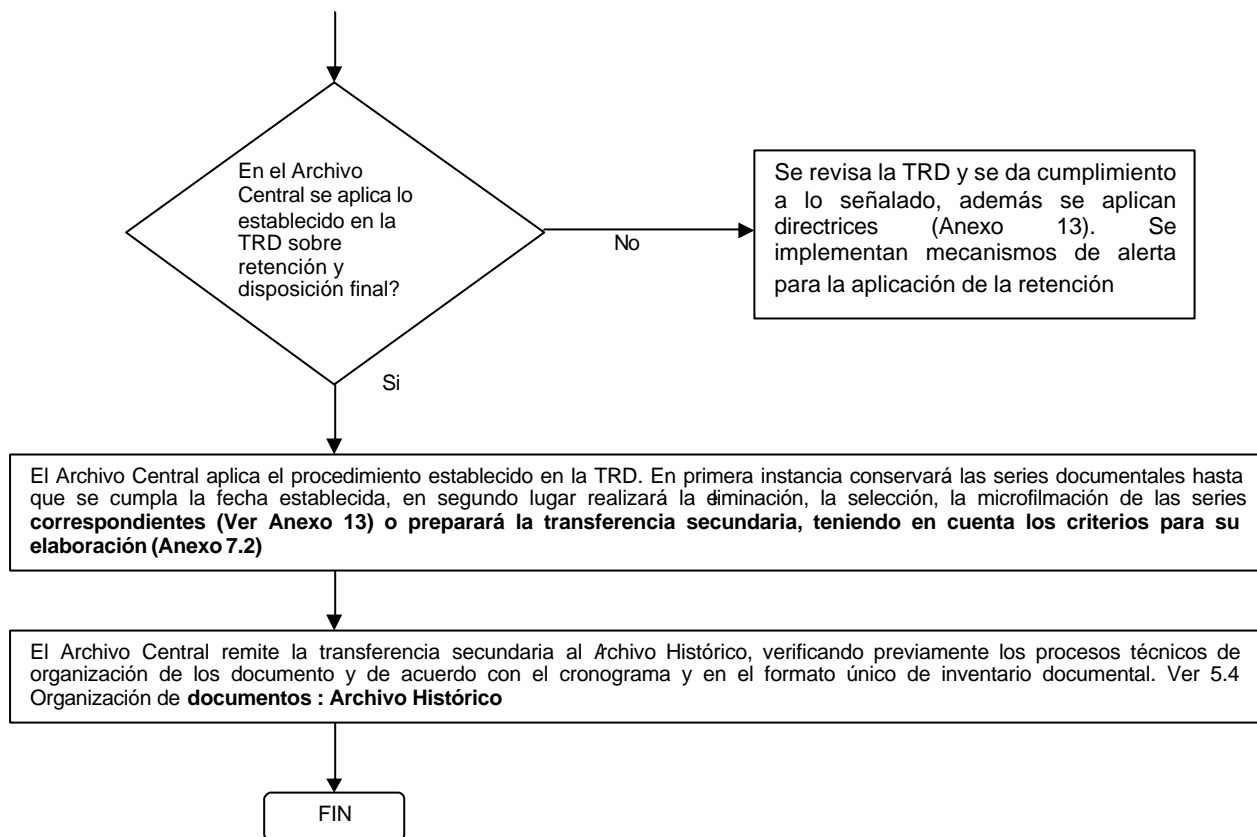 En el Archivo
Central se aplica lo
establecido en la
TRD sobre
retención y
disposición final?
No
Se revisa la TRD y se da cumplimiento
a lo señalado, además se aplican
directrices (Anexo 13). Se
implementan mecanismos de alerta
para la aplicación de la retención
Si
El Archivo Central aplica el procedimiento establecido en la TRD. En primera instancia conservará las series documentales hasta
que se cumpla la fecha establecida, en segundo lugar realizará la eliminación, la selección, la microfilmación de las series
correspondientes (Ver Anexo 13) o preparará la transferencia secundaria, teniendo en cuenta los criterios para su
elaboración (Anexo 7.2)
El Archivo Central remite la transferencia secundaria al Archivo Histórico, verificando previamente los procesos técnicos de
organización de los documento y de acuerdo con el cronograma y en el formato único de inventario documental. Ver 5.4
Organización de documentos : Archivo Histórico
FIN